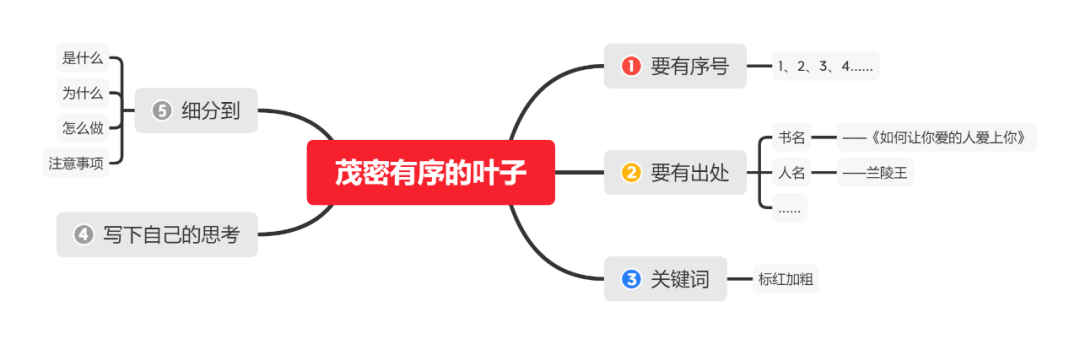 茂密有序的叶子
1 要有序号
1、2、3、4......
2 要有出处
书名
——《如何让你爱的人爱上你》
人名
——兰陵王
......
3 关键词
标红加粗
4 写下自己的思考
5 细分到
是什么
为什么
怎么做
注意事项